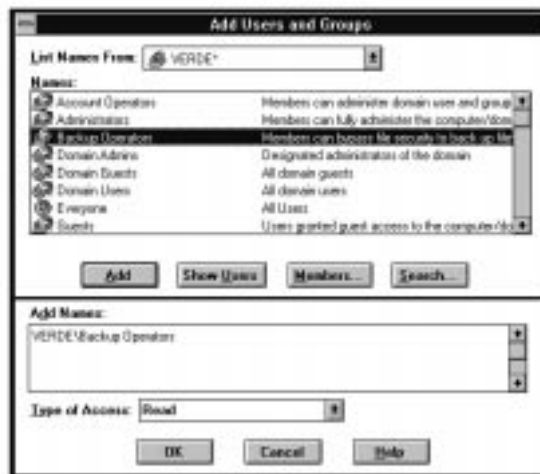 Add Users and Groups
List Names From: VERDE*
Names:
Account Operators Members can administer domain user and group
Administrators Members can fully administer the computer/dom
Backup Operators Members can bypass file security to back up file
Domain Admins Designated administrators of the domain
Domain Guests All domain guests
Domain Users All domain users
Everyone All Users
Guests Users granted guest access to the computer/do
Add Show Users Members... Search...
Add Names:
VERDE\Backup Operators
Type of Access: Read
OK Cancel Help